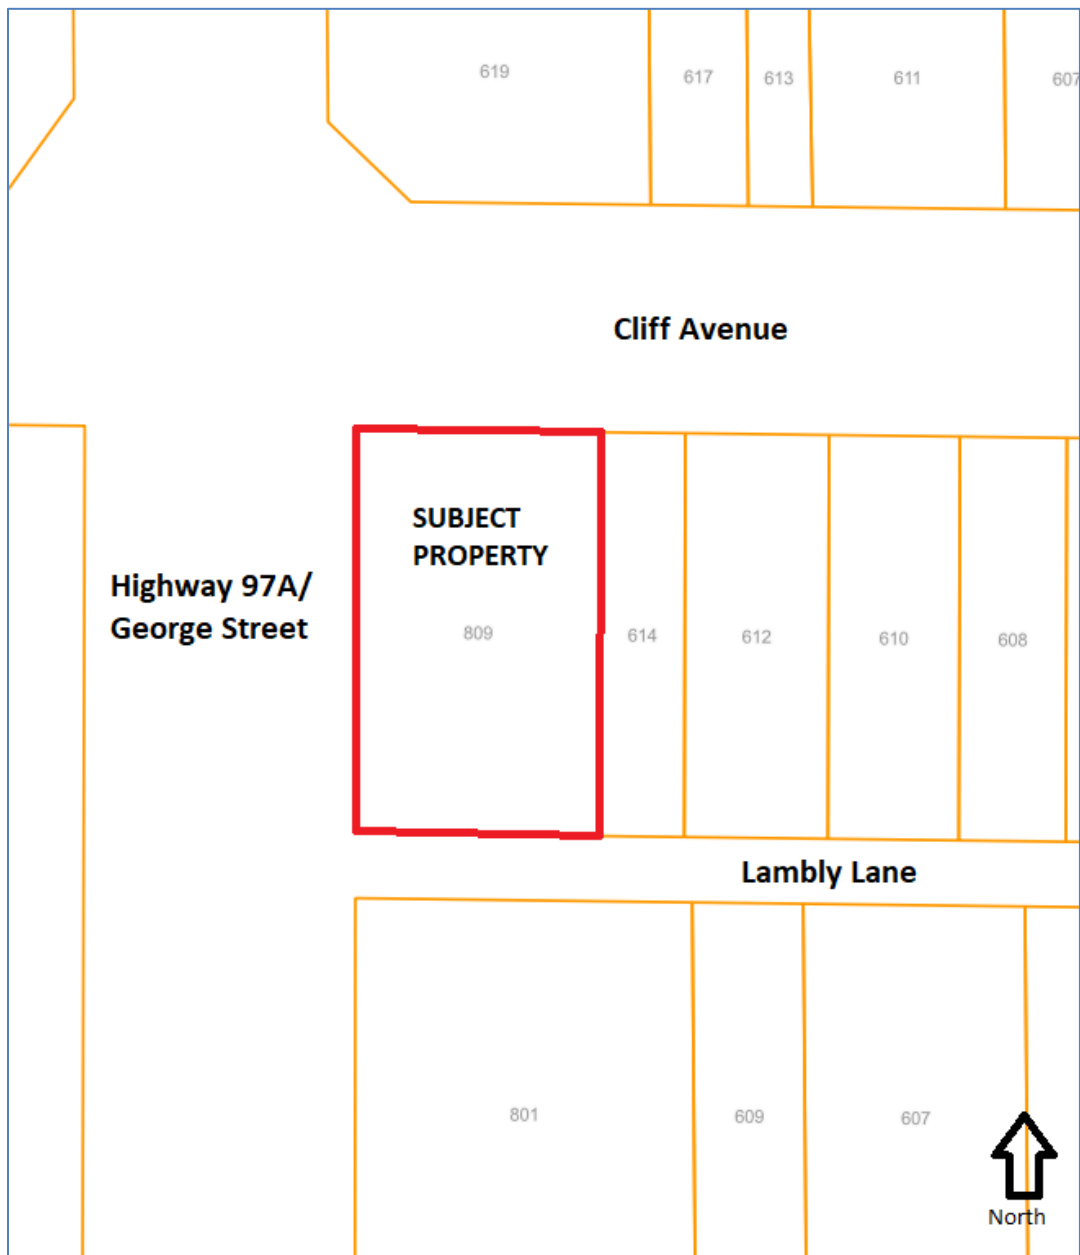 619
617
613
611
607
Cliff Avenue
SUBJECT
PROPERTY
Highway 97A/
George Street
809
614
612
610
608
Lambly Lane
801
609
607
North